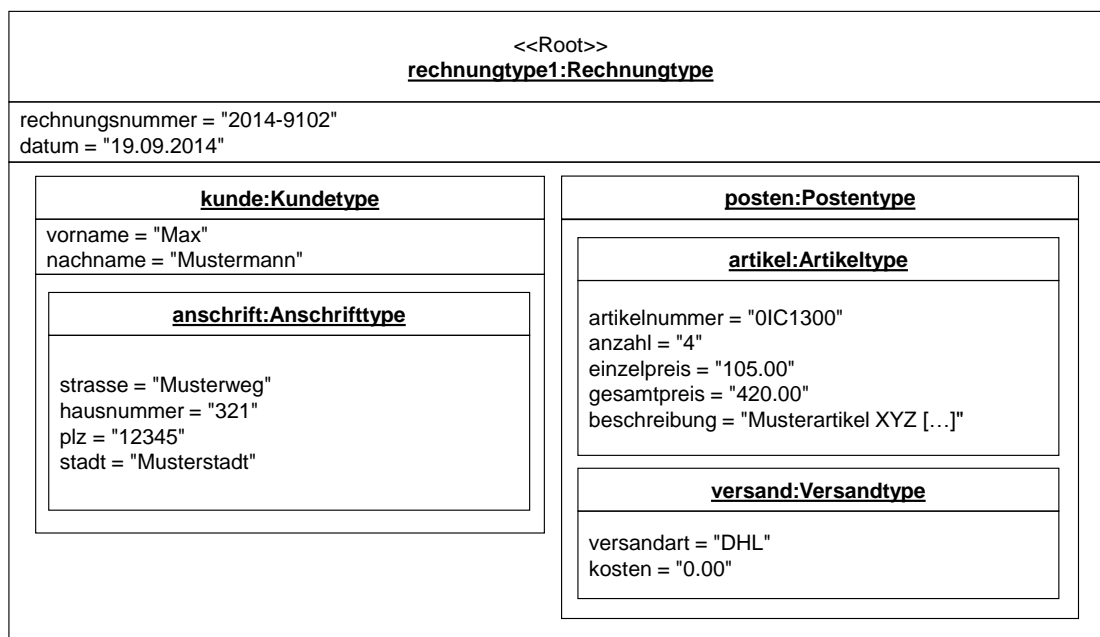 <<Root>>
rechnungtype1:Rechnungtype
rechnungsnummer = "2014-9102"
datum = "19.09.2014"
kunde:Kundetype
vorname = "Max"
nachname = "Mustermann"
anschrift:Anschrifttype
strasse = "Musterweg"
hausnummer = "321"
plz = "12345"
stadt = "Musterstadt"
posten:Postentype
artikel:Artikeltype
artikelnummer = "0IC1300"
anzahl = "4"
einzelpreis = "105.00"
gesamtpreis = "420.00"
beschreibung = "Musterartikel XYZ […]"
versand:Versandtype
versandart = "DHL"
kosten = "0.00"